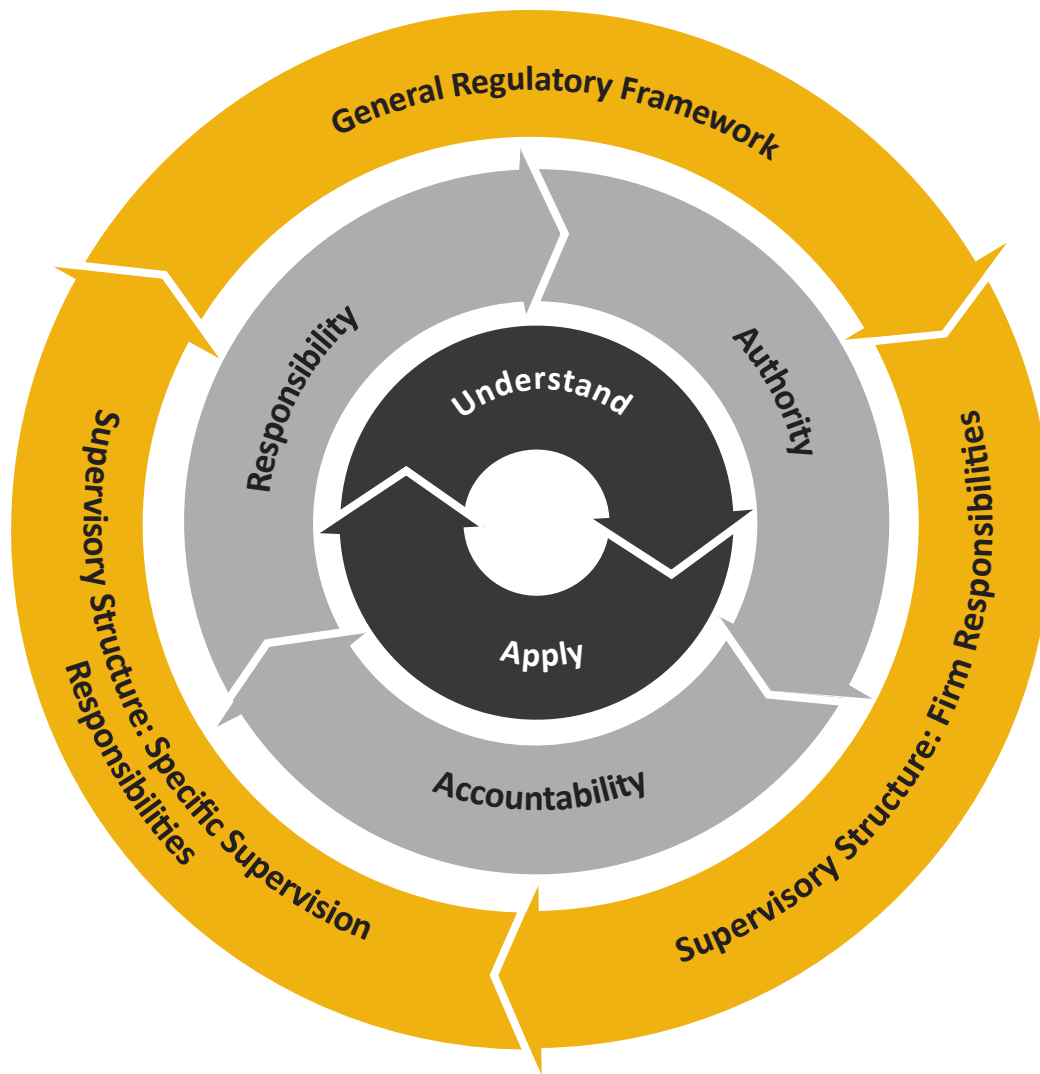 General Regulatory Framework
Supervisory Structure: Firm Responsibilities
Supervisory Structure: Specific Supervision
Responsibilities
Responsibility
Authority
Accountability
Understand
Apply